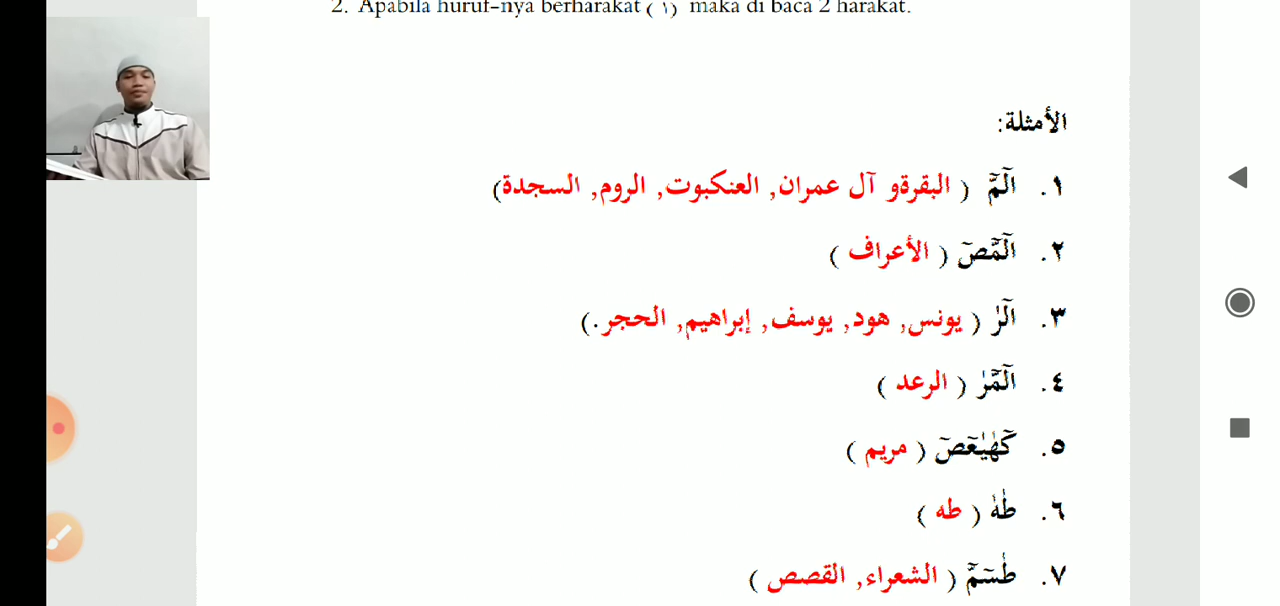 2. Apabila huruf-nya berharakat ( ١ ) maka di baca 2 harakat.
الأمثلة:
١. الٓمّٓ ( البقرةو آل عمران, العنكبوت, الروم, السجدة)
٢. الٓمّٓصٓ ( الأعراف )
٣. الٓرٰ ( يونس, هود, يوسف, إبراهيم, الحجر.)
٤. الٓمّٓرٰ ( الرعد )
٥. كٓهٰيٰعٓصٓ ( مريم )
٦. طٰهٰ ( طه )
٧. طٰسٓمّٓ ( الشعراء, القصص )